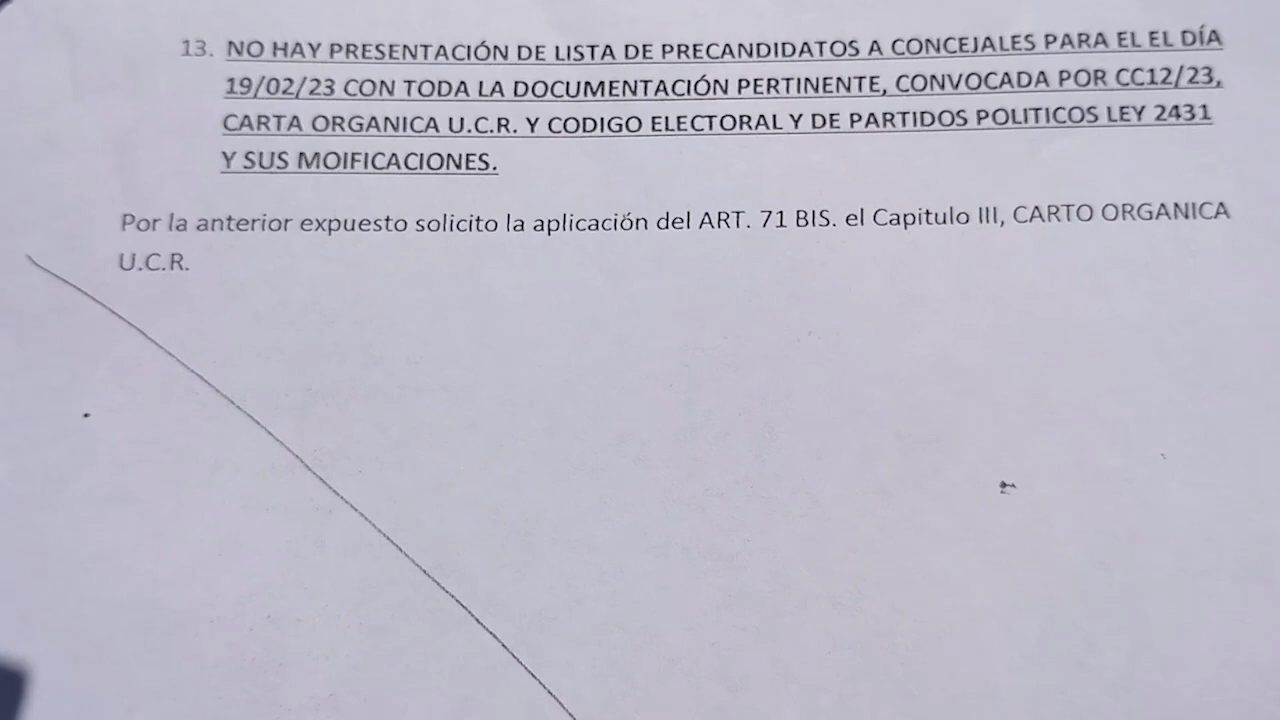 13. NO HAY PRESENTACIÓN DE LISTA DE PRECANDIDATOS A CONCEJALES PARA EL EL DÍA
19/02/23 CON TODA LA DOCUMENTACIÓN PERTINENTE, CONVOCADA POR CC12/23,
CARTA ORGANICA U.C.R. Y CODIGO ELECTORAL Y DE PARTIDOS POLITICOS LEY 2431
Y SUS MOIFICACIONES.
Por la anterior expuesto solicito la aplicación del ART. 71 BIS. el Capitulo III, CARTO ORGANICA
U.C.R.